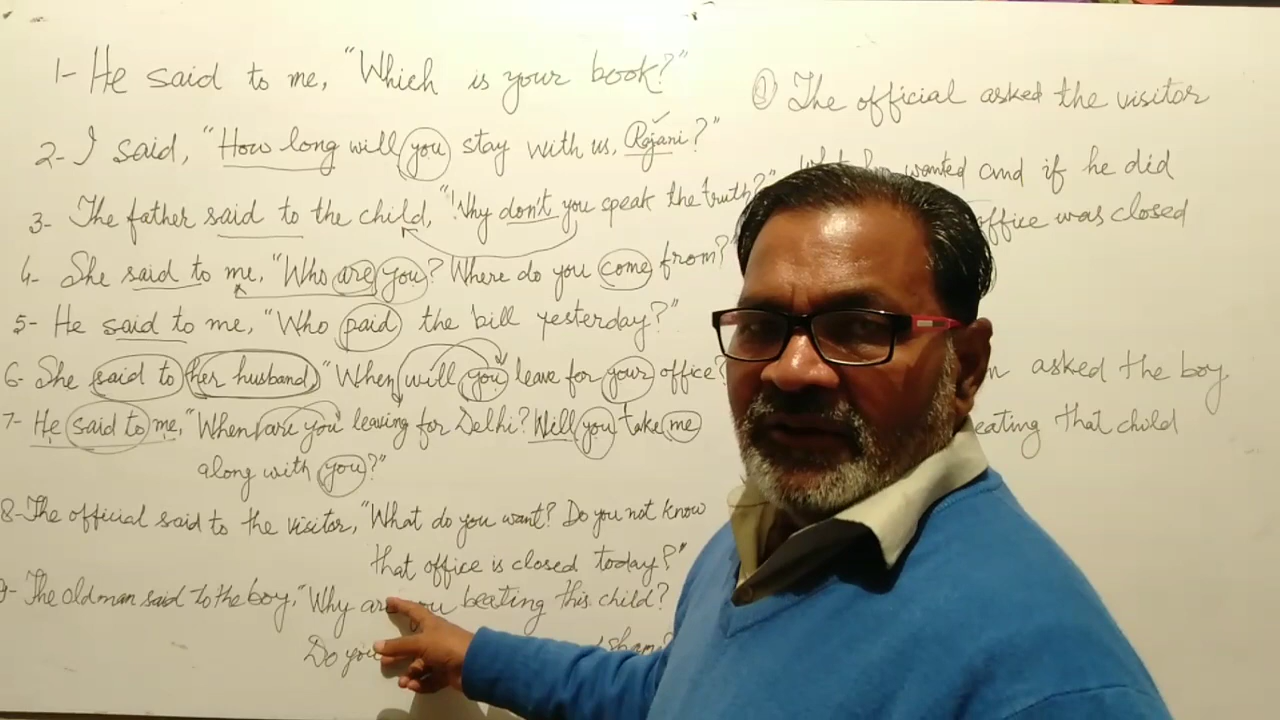 1- He said to me, "Which is your book?"
2- I said, "How long will you stay with us, Rajani?"
3- The father said to the child, "Why don't you speak the truth?"
4- She said to me, "Who are you? Where do you come from?"
5- He said to me, "Who paid the bill yesterday?"
6- She said to her husband, "When will you leave for your office?
7- He said to me, "When are you leaving for Delhi? Will you take me
along with you?"
8- The official said to the visitor, "What do you want? Do you not know
that office is closed today?"
9- The oldman said to the boy, "Why are you beating this child?
Do you
The official asked the visitor
wanted and if he did
office was closed
asked the boy
that child